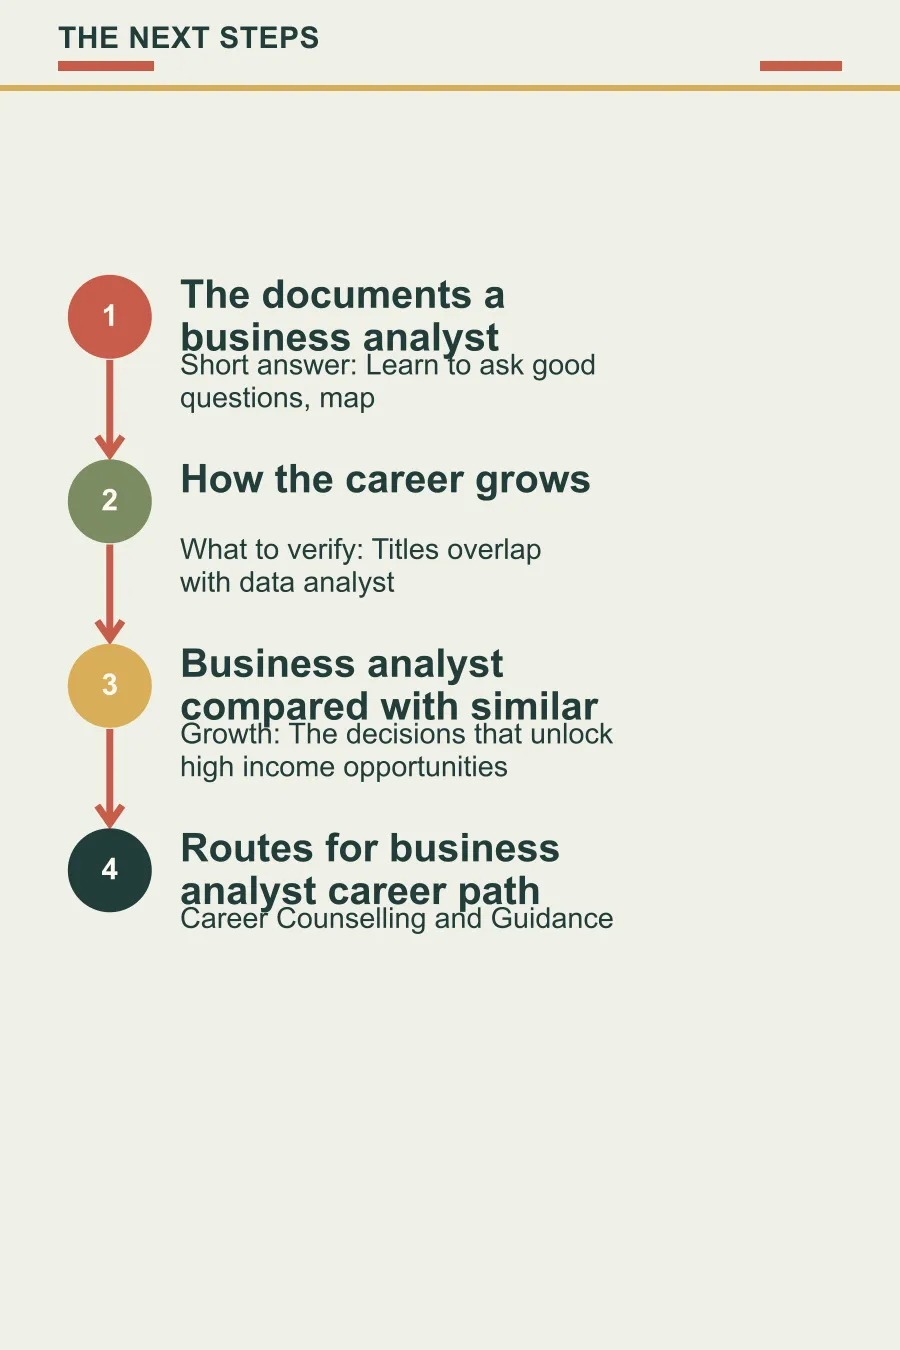 THE NEXT STEPS
1
The documents a
business analyst
Short answer: Learn to ask good
questions, map
2
How the career grows
What to verify: Titles overlap
with data analyst
3
Business analyst
compared with similar
Growth: The decisions that unlock
high income opportunities
4
Routes for business
analyst career path
Career Counselling and Guidance